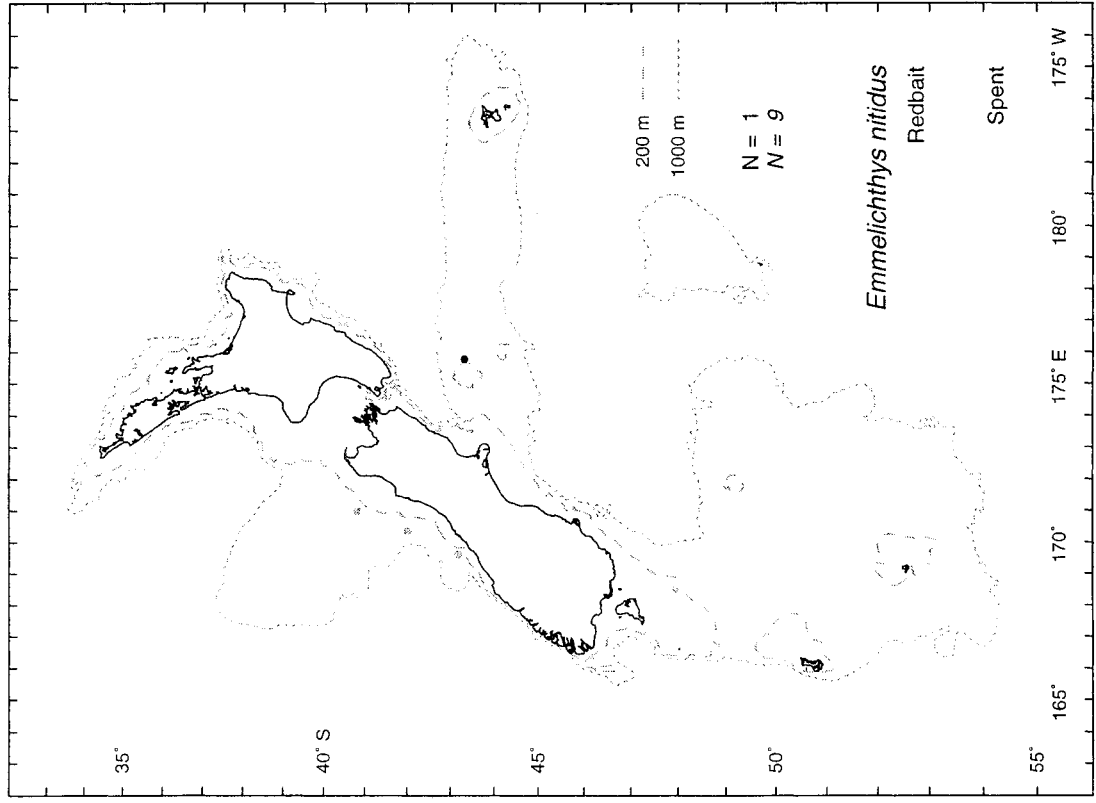 35°
40° S
45°
50°
55°
165°
170°
175° E
180°
175° W
200 m
1000 m
N = 1
N = 9
Emmelichthys nitidus
Redbait
Spent